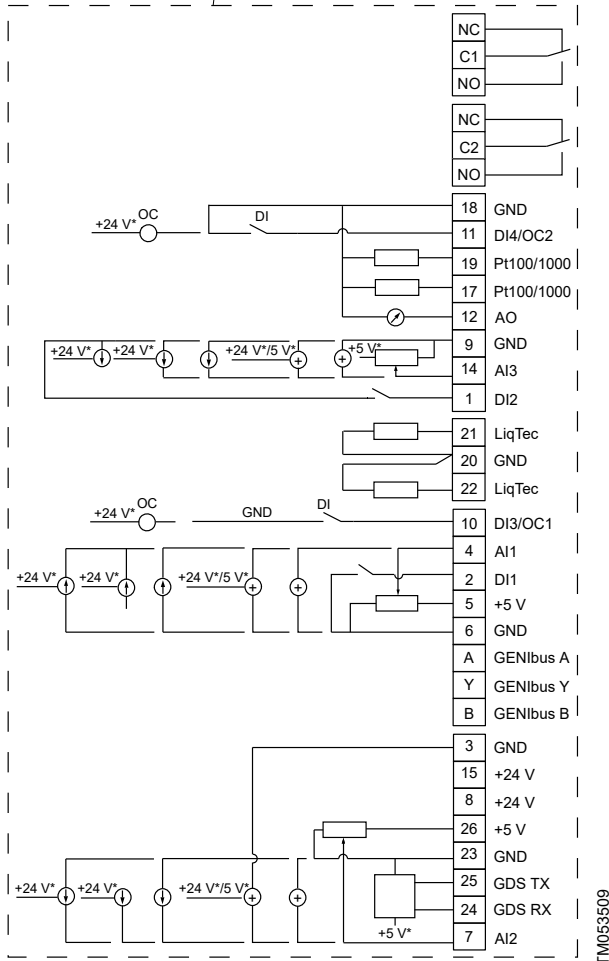 NC
C1
NO
NC
C2
NO
18 GND
+24 V* OC DI 11 DI4/OC2
19 Pt100/1000
17 Pt100/1000
12 AO
9 GND
+24 V* +24 V* +24 V*/5 V* +5 V*
14 AI3
1 DI2
21 LiqTec
20 GND
22 LiqTec
+24 V* OC GND DI 10 DI3/OC1
4 AI1
+24 V* +24 V* +24 V*/5 V* 2 DI1
5 +5 V
6 GND
A GENIbus A
Y GENIbus Y
B GENIbus B
3 GND
15 +24 V
8 +24 V
26 +5 V
23 GND
+24 V* +24 V* +24 V*/5 V* 25 GDS TX
24 GDS RX
+5 V* 7 AI2
TM053509